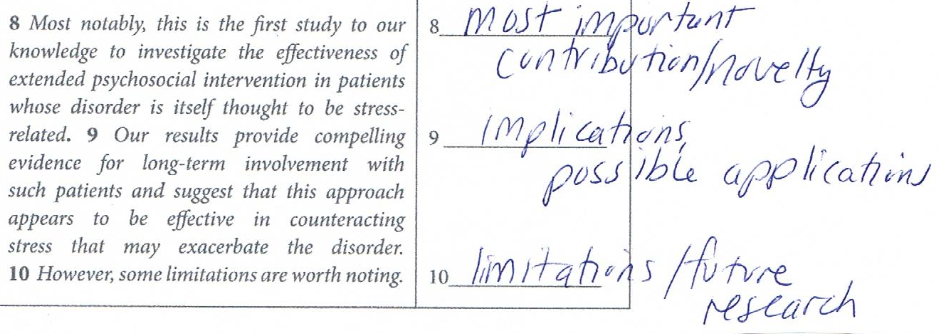 8 Most notably, this is the first study to our
knowledge to investigate the effectiveness of
extended psychosocial intervention in patients
whose disorder is itself thought to be stress-
related. 9 Our results provide compelling
evidence for long-term involvement with
such patients and suggest that this approach
appears to be effective in counteracting
stress that may exacerbate the disorder.
10 However, some limitations are worth noting.
8 most important
contribution/novelty
9 implications,
possible applications
10 limitations/future
research